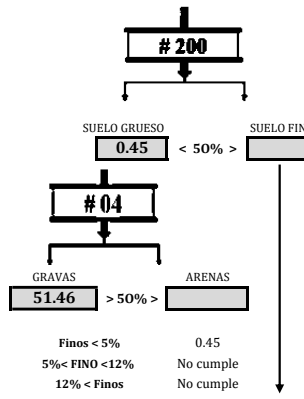 # 200
SUELO GRUESO SUELO FIN
0.45 < 50% >
# 04
GRAVAS ARENAS
51.46 > 50% >
Finos < 5% 0.45
5%< FINO <12% No cumple
12% < Finos No cumple